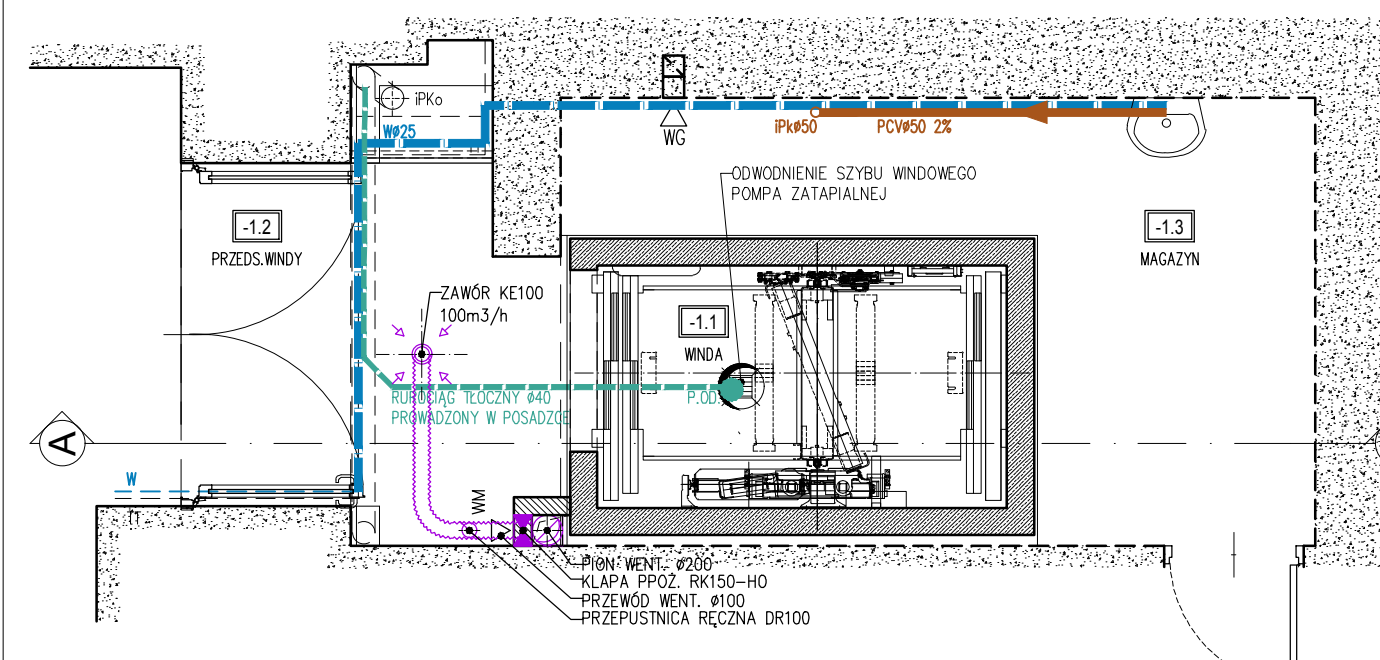 iPKo
Wø25
iPkø50
PCVø50 2%
WG
ODWODNIENIE SZYBU WINDOWEGO
POMPA ZATAPIALNEJ
-1.2
PRZEDS.WINDY
-1.3
MAGAZYN
ZAWÓR KE100
100m3/h
-1.1
WINDA
RUROCIĄG TŁOCZNY Ø40
PROWADZONY W POSADZCE
P.OD.
A
W
WM
PION WENT. Ø200
KLAPA PPOŻ. RK150-HO
PRZEWÓD WENT. Ø100
PRZEPUSTNICA RĘCZNA DR100